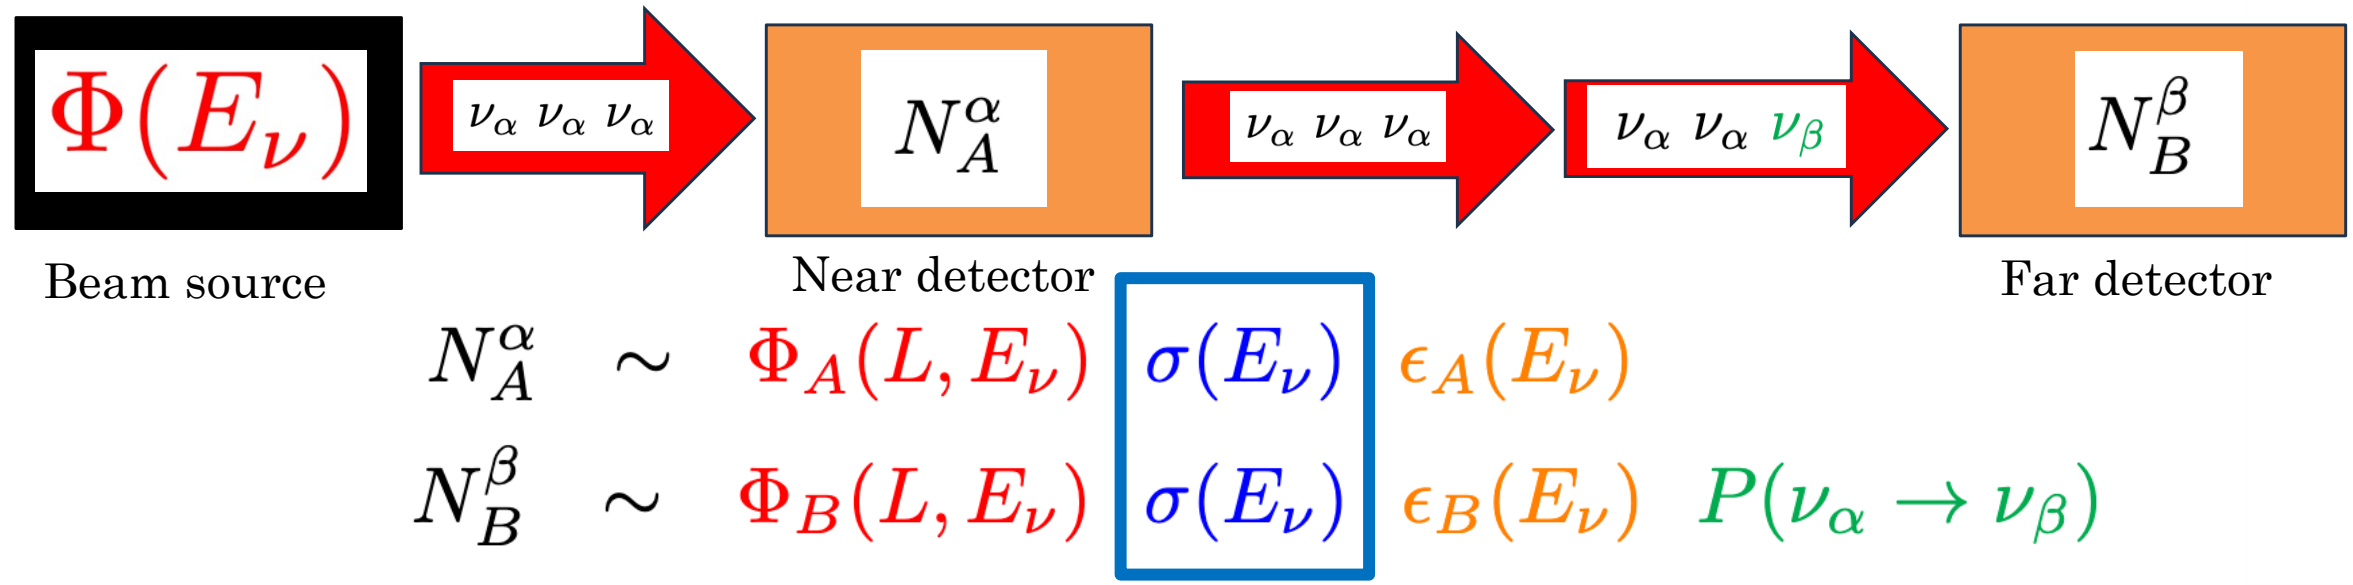 Φ(E_ν)
ν_α ν_α ν_α
N_A^α
ν_α ν_α ν_α
ν_α ν_α ν_β
N_B^β
Beam source
Near detector
Far detector
N_A^α ~ Φ_A(L, E_ν) σ(E_ν) ϵ_A(E_ν)
N_B^β ~ Φ_B(L, E_ν) σ(E_ν) ϵ_B(E_ν) P(ν_α → ν_β)